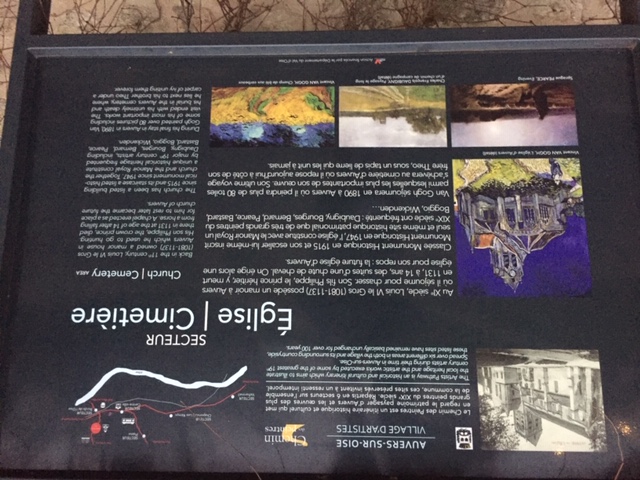 AUVERS-SUR-OISE
VILLAGE D'ARTISTES
Chemin
des Peintres
Le Chemin des Peintres est un itinéraire historique et culturel qui met
en regard le patrimoine paysager d'Auvers et les œuvres des plus
grands peintres du XIXe siècle. Répartis en 6 secteurs sur l'ensemble
de la commune, ces sites préservés invitent à un ressenti intemporel.
The Artists Pathway is an historical and cultural itinerary which aims to illustrate
the local heritage and the artistic works executed by some of the greatest 19th
century artists during their time in Auvers-sur-Oise.
Spread over six different areas in both the village and its surrounding countryside,
these listed sites have remained basically unchanged for over 100 years.
SECTEUR
Église | Cimetière
Church | Cemetery AREA
Au XIe siècle, Louis VI le Gros (1081-1137) possède un manoir à Auvers
où il séjourne pour chasser. Son fils Philippe, le prince héritier, y meurt
en 1131, à 14 ans, des suites d'une chute de cheval. On érige alors une
église pour son repos : la future église d'Auvers.
Classée Monument Historique en 1915 et son escalier lui-même inscrit
Monument Historique en 1947, l'église constitue avec le Manoir Royal un
seul et même site historique patrimonial que de très grands peintres du
XIXe siècle ont fréquenté : Daubigny, Bourges, Bernard, Pearce, Bastard,
Boggio, Wickenden...
Van Gogh séjournera en 1890 à Auvers où il peindra plus de 80 toiles
parmi lesquelles les plus importantes de son œuvre. Son ultime voyage
s'achèvera au cimetière d'Auvers où il repose aujourd'hui à côté de son
frère Theo, sous un tapis de lierre qui les unit à jamais.
Back in the 11th century, Louis VI le Gros
(1081-1137) owned a manor house in
Auvers which he used to go hunting.
His son Philippe, the crown prince, died
there in 1131 at the age of 14 after falling
from a horse. A chapel erected as a place
for him to rest later became the future
church of Auvers.
The church has been a listed building
since 1915 and its staircase a listed histo-
rical monument since 1947. Together the
church and the Manoir Royal constitute
a unique historical heritage frequented
by major 19th century artists, including
Daubigny, Bourges, Bernard, Pearce,
Bastard, Boggio, Wickenden.
During his final stay in Auvers in 1890, Van
Gogh painted over 80 pictures including
some of his most important works. The
visit ended with his untimely death and
his burial in the Auvers cemetery, where
he lies next to his brother Theo under a
carpet of ivy uniting them forever.
Vincent VAN GOGH, L'église d'Auvers (détail)
Sprague PEARCE, Evening
Charles François DAUBIGNY, Paysage le long
d'un chemin de campagne (détail)
Vincent VAN GOGH, Champ de blé aux corbeaux
Action financée par le Département du Val d'Oise